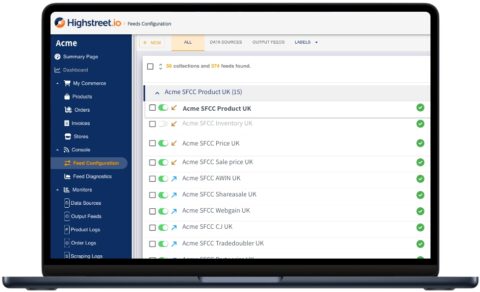 Highstreet.io Feeds Configuration
Acme
Summary Page
Dashboard
My Commerce
Products
Orders
Invoices
Stores
Console
Feed Configuration
Feed Diagnostics
Monitors
Data Sources
Output Feeds
Product Logs
Order Logs
Scraping Logs
+ NEW
ALL
DATA SOURCES
OUTPUT FEEDS
LABELS
collections and 374 feeds found.
Acme SFCC Product UK (15)
Acme SFCC Product UK
Acme SFCC Inventory UK
Acme SFCC Price UK
Acme SFCC Sale price UK
Acme SFCC AWIN UK
Acme SFCC Shareasale UK
Acme SFCC Webgain UK
Acme SFCC CJ UK
Acme SFCC Tradedoubler UK